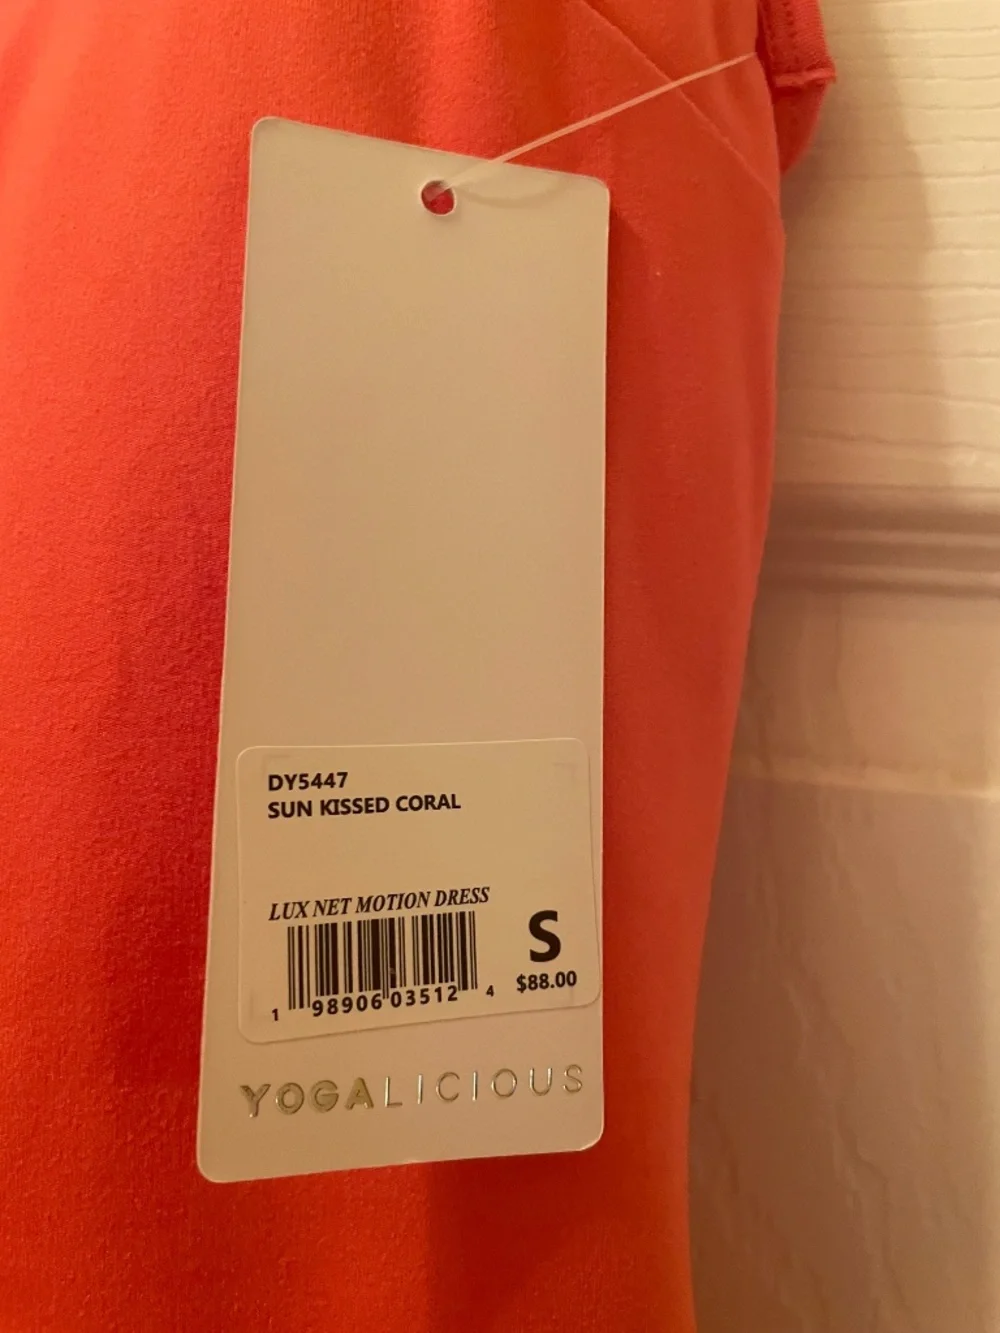 DY5447
SUN KISSED CORAL
LUX NET MOTION DRESS
S
1 98906 03512 4
$88.00
YOGALICIOUS